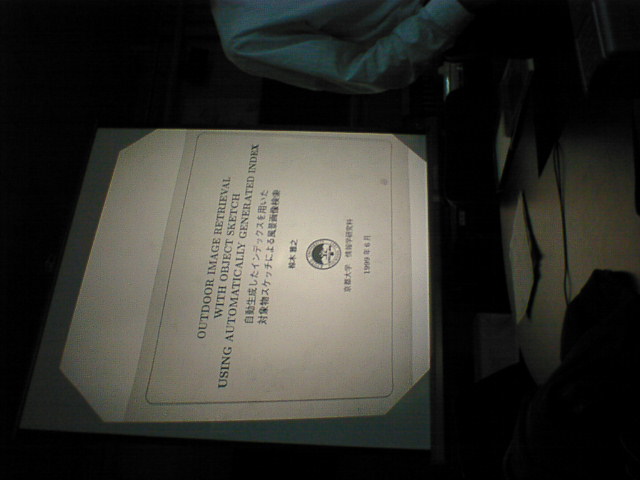 OUTDOOR IMAGE RETRIEVAL
WITH OBJECT SKETCH
USING AUTOMATICALLY GENERATED INDEX
自動生成したインデックスを用いた
対象物スケッチによる風景画像検索
京都大学 情報学研究科
1999年6月